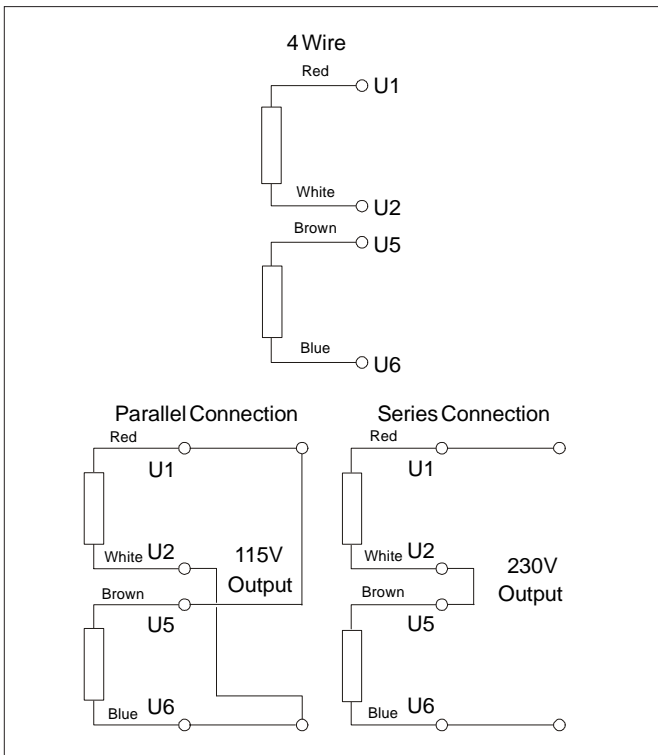 4 Wire
Red
U1
White
U2
Brown
U5
Blue
U6
Parallel Connection
Red
U1
White U2
115V
Output
Brown
U5
Blue U6
Series Connection
Red
U1
White U2
230V
Output
Brown
U5
Blue U6